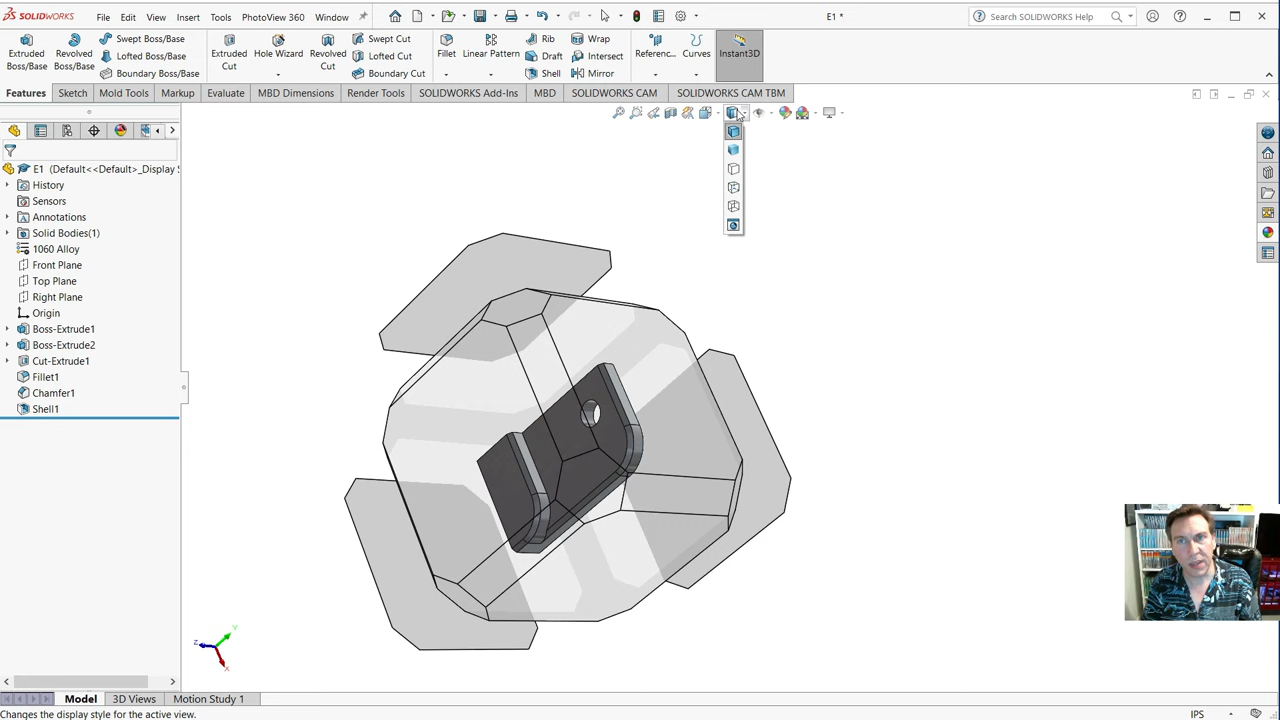 SOLIDWORKS File Edit View Insert Tools PhotoView 360 Window E1 * Search SOLIDWORKS Help
Extruded Boss/Base
Revolved Boss/Base
Swept Boss/Base
Lofted Boss/Base
Boundary Boss/Base
Extruded Cut
Hole Wizard
Revolved Cut
Swept Cut
Lofted Cut
Boundary Cut
Fillet
Linear Pattern
Rib
Draft
Shell
Wrap
Intersect
Mirror
Referenc...
Curves
Instant3D
Features Sketch Mold Tools Markup Evaluate MBD Dimensions Render Tools SOLIDWORKS Add-Ins MBD SOLIDWORKS CAM SOLIDWORKS CAM TBM
E1 (Default<<Default>_Display S
History
Sensors
Annotations
Solid Bodies(1)
1060 Alloy
Front Plane
Top Plane
Right Plane
Origin
Boss-Extrude1
Boss-Extrude2
Cut-Extrude1
Fillet1
Chamfer1
Shell1
Y
Z
X
Model 3D Views Motion Study 1
Changes the display style for the active view. IPS